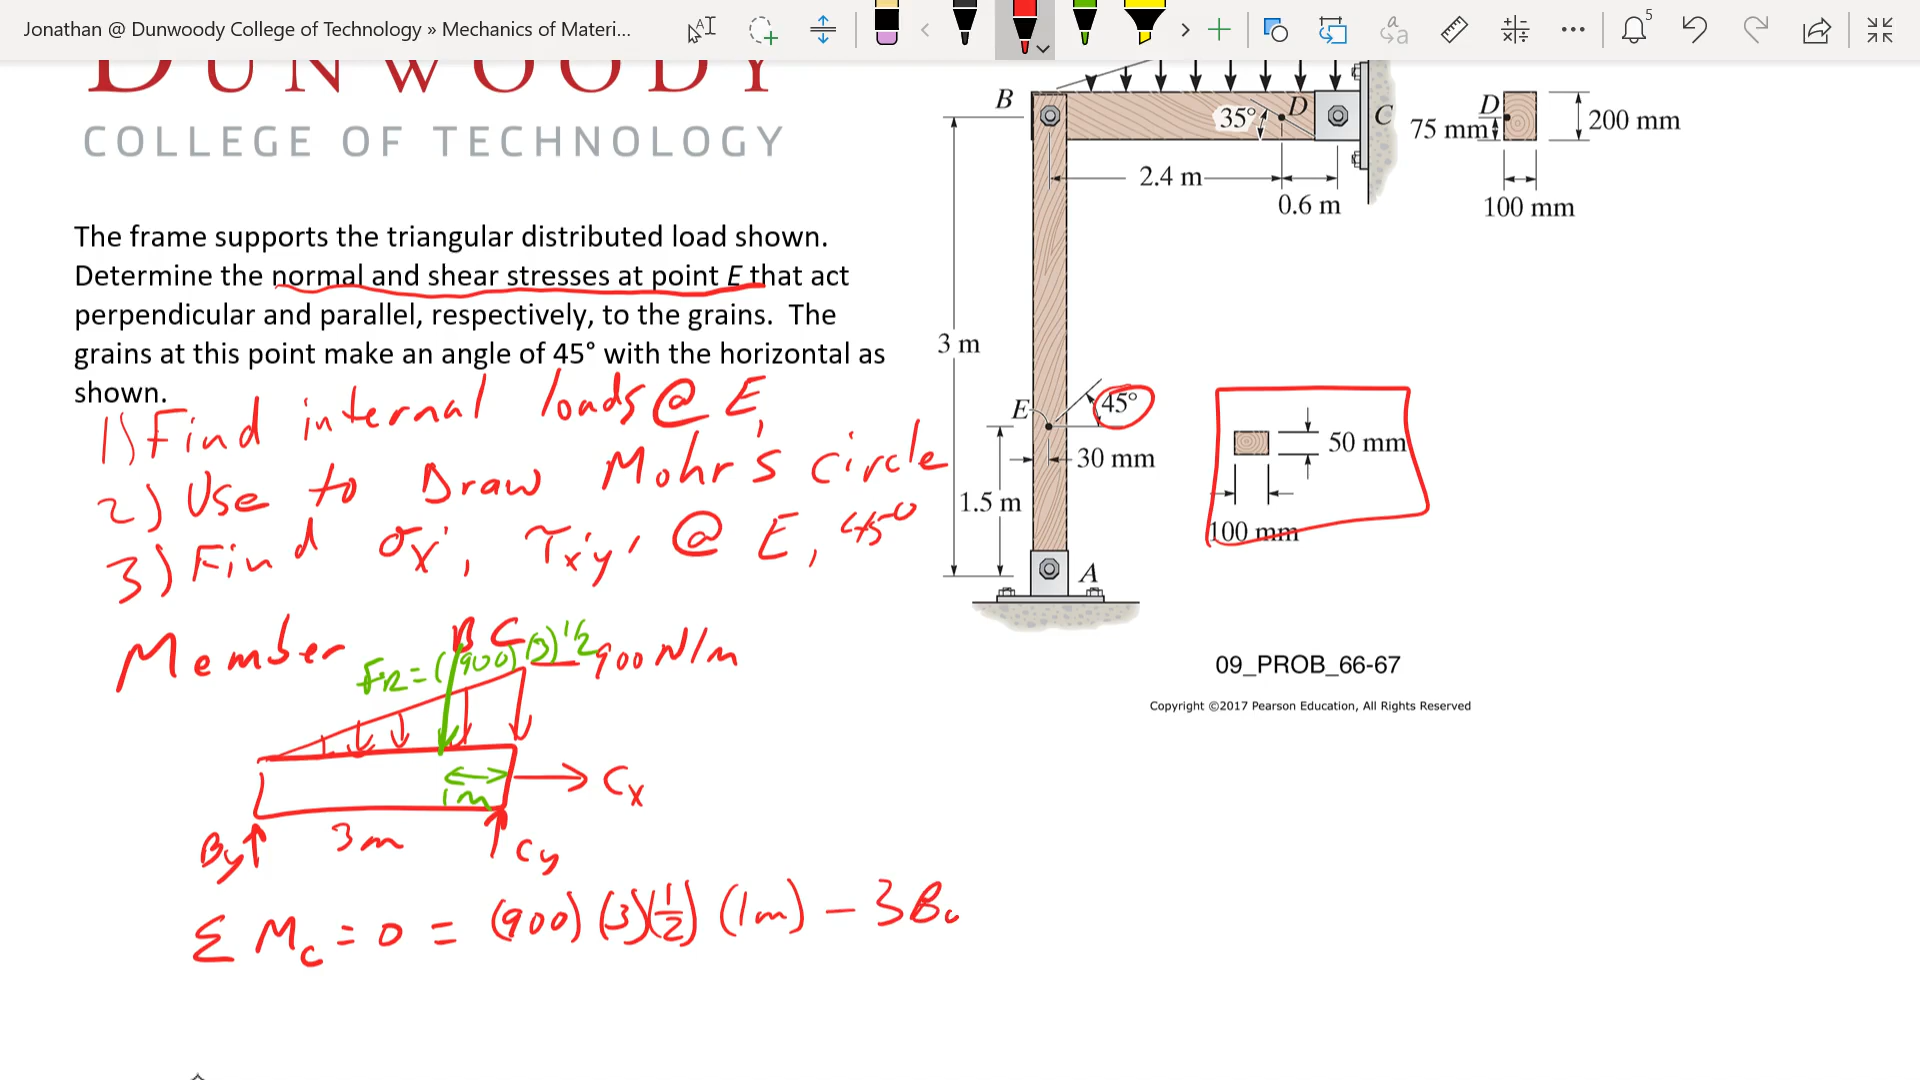 Jonathan @ Dunwoody College of Technology » Mechanics of Materi...
5
DUNWOODY
COLLEGE OF TECHNOLOGY
The frame supports the triangular distributed load shown.
Determine the normal and shear stresses at point E that act
perpendicular and parallel, respectively, to the grains. The
grains at this point make an angle of 45° with the horizontal as
shown.
1) Find internal loads @ E,
2) Use to Draw Mohr's Circle
3) Find σx', τx'y' @ E, 45°
Member BC
FR = (900)(3) 1/2
900 N/m
1m
Cx
By
3 m
Cy
Σ Mc = 0 = (900)(3)(1/2)(1m) - 3B
B
35°
D
C
2.4 m
0.6 m
3 m
E
45°
30 mm
1.5 m
A
D
75 mm
200 mm
100 mm
50 mm
100 mm
09_PROB_66-67
Copyright ©2017 Pearson Education, All Rights Reserved